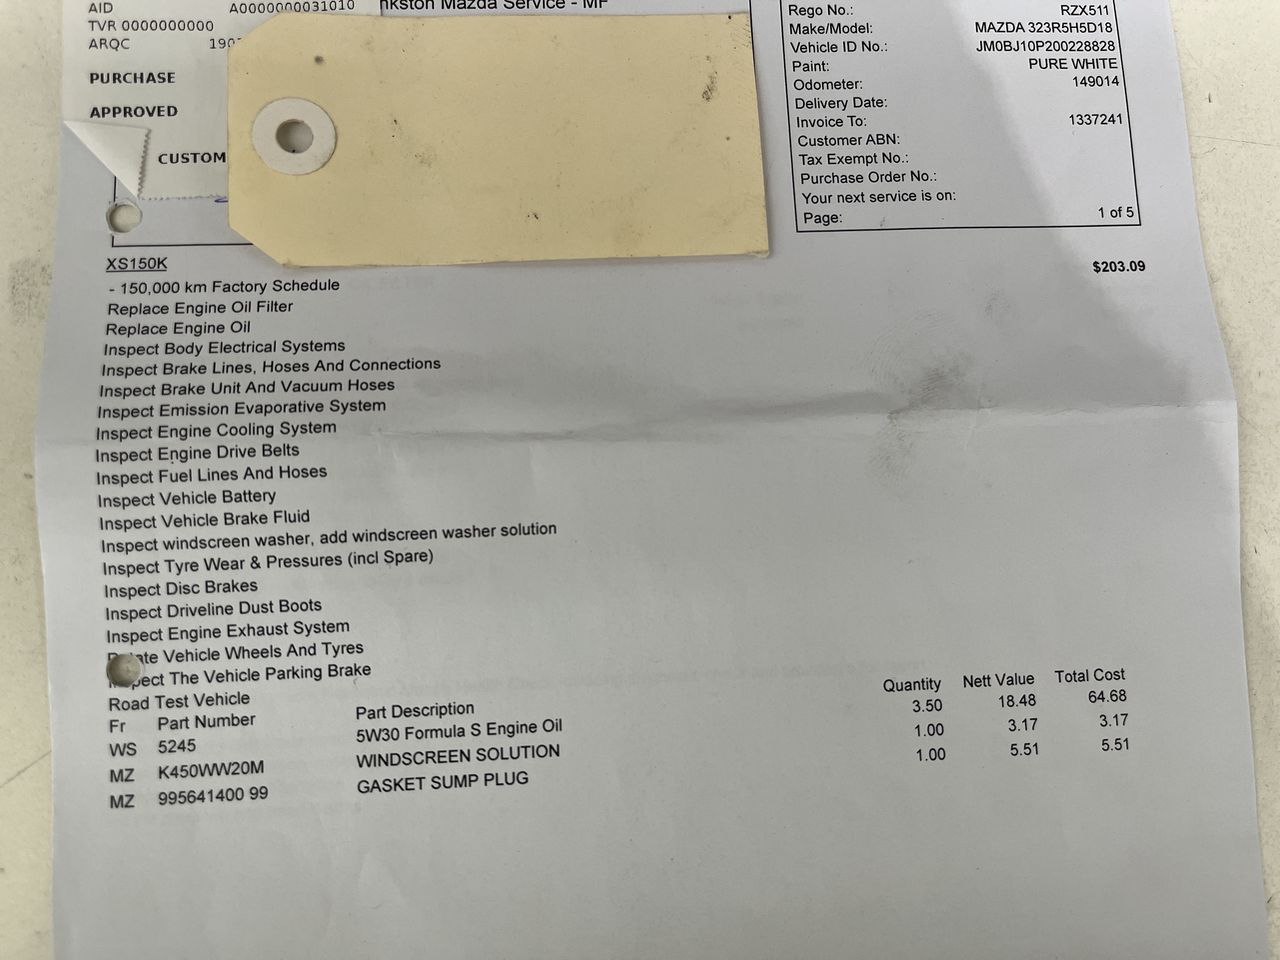 AID A0000000031010
TVR 0000000000
ARQC
PURCHASE
APPROVED
CUSTOM
Mazda Service - MF
Rego No.: RZX511
Make/Model: MAZDA 323R5H5D18
Vehicle ID No.: JM0BJ10P200228828
Paint: PURE WHITE
Odometer: 149014
Delivery Date:
Invoice To: 1337241
Customer ABN:
Tax Exempt No.:
Purchase Order No.:
Your next service is on:
Page: 1 of 5
XS150K $203.09
- 150,000 km Factory Schedule
Replace Engine Oil Filter
Replace Engine Oil
Inspect Body Electrical Systems
Inspect Brake Lines, Hoses And Connections
Inspect Brake Unit And Vacuum Hoses
Inspect Emission Evaporative System
Inspect Engine Cooling System
Inspect Engine Drive Belts
Inspect Fuel Lines And Hoses
Inspect Vehicle Battery
Inspect Vehicle Brake Fluid
Inspect windscreen washer, add windscreen washer solution
Inspect Tyre Wear & Pressures (incl Spare)
Inspect Disc Brakes
Inspect Driveline Dust Boots
Inspect Engine Exhaust System
Vehicle Wheels And Tyres
The Vehicle Parking Brake
Road Test Vehicle
Fr Part Number Part Description Quantity Nett Value Total Cost
WS 5245 5W30 Formula S Engine Oil 3.50 18.48 64.68
MZ K450WW20M WINDSCREEN SOLUTION 1.00 3.17 3.17
MZ 995641400 99 GASKET SUMP PLUG 1.00 5.51 5.51